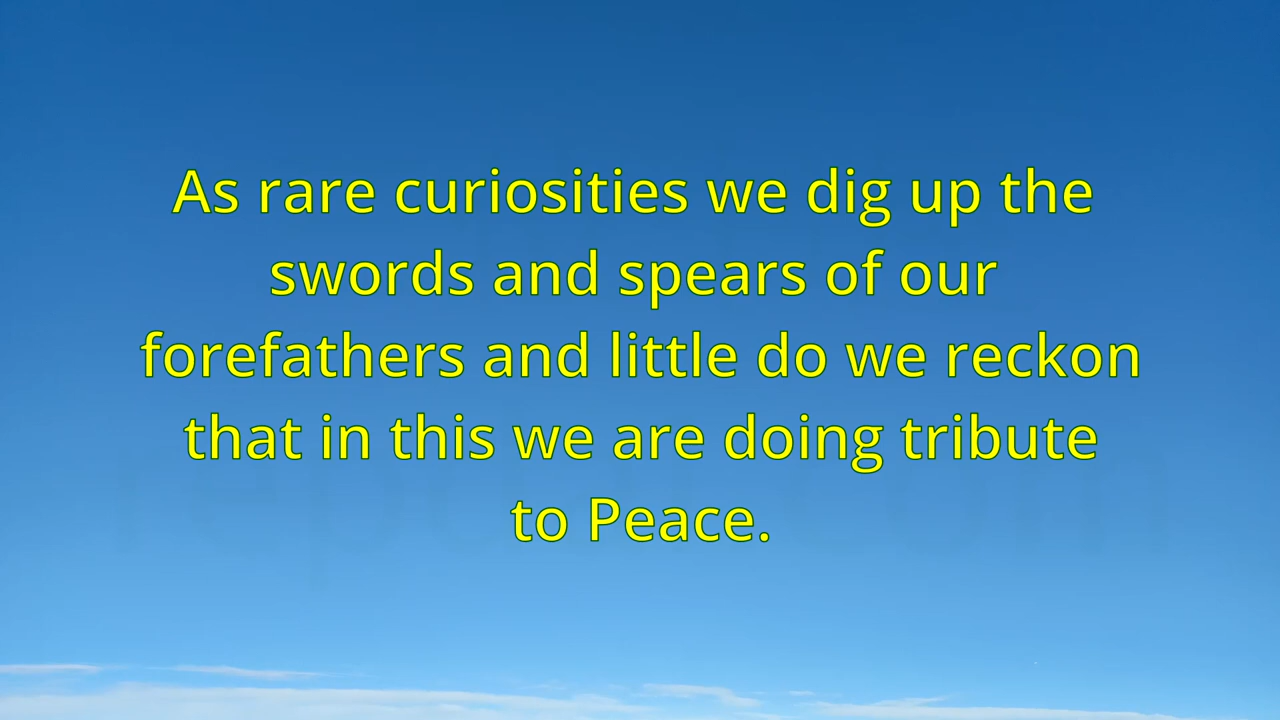 As rare curiosities we dig up the
swords and spears of our
forefathers and little do we reckon
that in this we are doing tribute
to Peace.